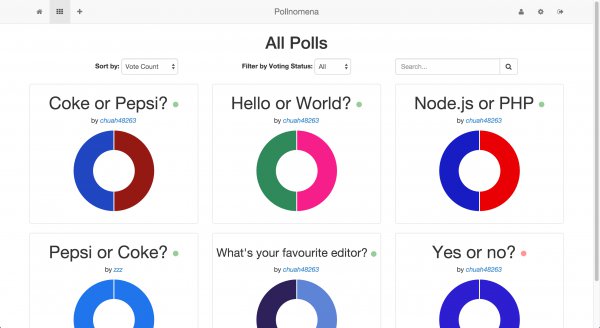 Pollnomena
All Polls
Sort by: Vote Count Filter by Voting Status: All Search...
Coke or Pepsi? Hello or World? Node.js or PHP
by chuah48263 by chuah48263 by chuah48263
Pepsi or Coke? What's your favourite editor? Yes or no?
by zzz by chuah48263 by chuah48263